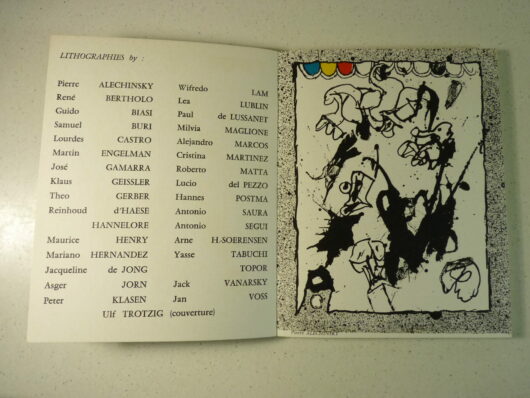 LITHOGRAPHIES by :
Pierre ALECHINSKY
René BERTHOLO
Guido BIASI
Samuel BURI
Lourdes CASTRO
Martin ENGELMAN
José GAMARRA
Klaus GEISSLER
Theo GERBER
Reinhoud d'HAESE
HANNELORE
Maurice HENRY
Mariano HERNANDEZ
Jacqueline de JONG
Asger JORN
Peter KLASEN
Wifredo LAM
Lea LUBLIN
Paul de LUSSANET
Milvia MAGLIONE
Alejandro MARCOS
Cristina MARTINEZ
Roberto MATTA
Lucio del PEZZO
Hannes POSTMA
Antonio SAURA
Antonio SEGUI
Arne H-SOERENSEN
Yasse TABUCHI
TOPOR
Jack VANARSKY
Jan VOSS
Ulf TROTZIG (couverture)
ALECHINSKY